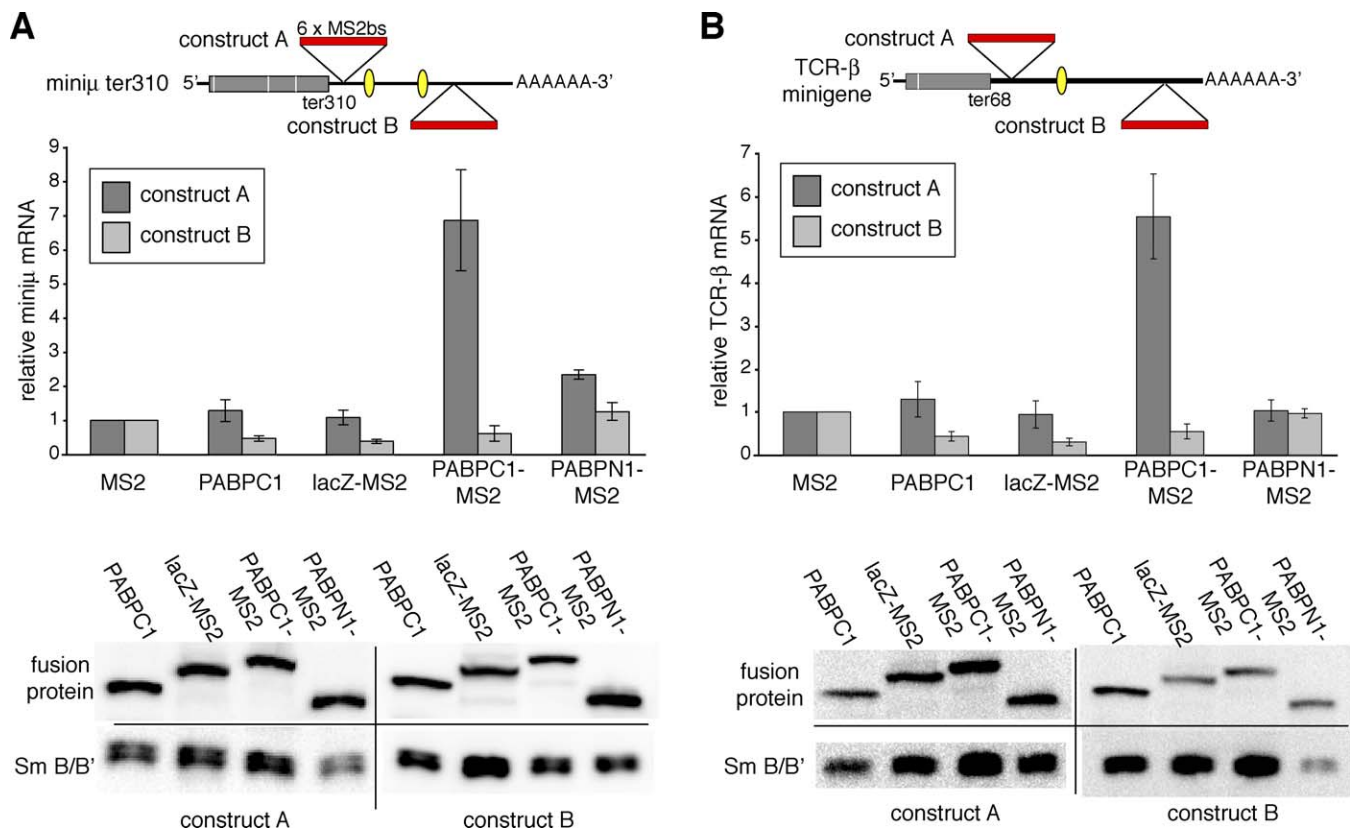 A
6 x MS2bs
construct A
miniμ ter310
5'
AAAAAA-3'
ter310
construct B
9
8
7
6
5
4
3
2
1
0
relative miniμ mRNA
construct A
construct B
MS2
PABPC1
lacZ-MS2
PABPC1-
MS2
PABPN1-
MS2
PABPC1
lacZ-MS2
PABPC1-
MS2
PABPN1-
MS2
PABPC1
lacZ-MS2
PABPC1-
MS2
PABPN1-
MS2
fusion
protein
Sm B/B'
construct A
construct B
B
construct A
TCR-β
minigene
5'
AAAAAA-3'
ter68
construct B
7
6
5
4
3
2
1
0
relative TCR-β mRNA
construct A
construct B
MS2
PABPC1
lacZ-MS2
PABPC1-
MS2
PABPN1-
MS2
PABPC1
lacZ-MS2
PABPC1-
MS2
PABPN1-
MS2
PABPC1
lacZ-MS2
PABPC1-
MS2
PABPN1-
MS2
fusion
protein
Sm B/B'
construct A
construct B